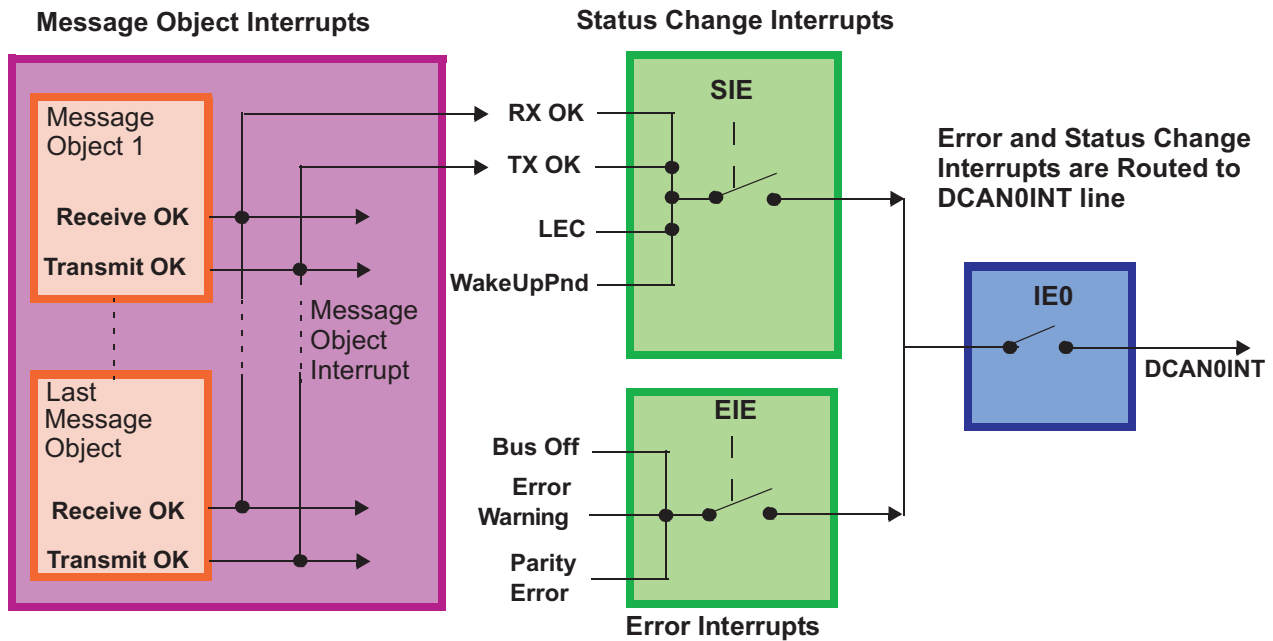 Message Object Interrupts
Message
Object 1
Receive OK
Transmit OK
Message
Object
Interrupt
Last
Message
Object
Receive OK
Transmit OK
Status Change Interrupts
SIE
RX OK
TX OK
LEC
WakeUpPnd
EIE
Bus Off
Error
Warning
Parity
Error
Error Interrupts
Error and Status Change
Interrupts are Routed to
DCAN0INT line
IE0
DCAN0INT